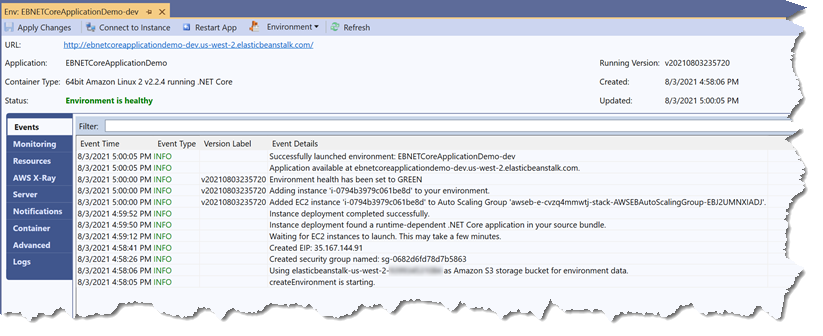 Env: EBNETCoreApplicationDemo-dev
Apply Changes Connect to Instance Restart App Environment Refresh
URL: http://ebnetcoreapplicationdemo-dev.us-west-2.elasticbeanstalk.com/
Application: EBNETCoreApplicationDemo Running Version: v20210803235720
Container Type: 64bit Amazon Linux 2 v2.2.4 running .NET Core Created: 8/3/2021 4:58:06 PM
Status: Environment is healthy Updated: 8/3/2021 5:00:05 PM
Events
Monitoring
Resources
AWS X-Ray
Server
Notifications
Container
Advanced
Logs
Filter:
Event Time Event Type Version Label Event Details
8/3/2021 5:00:05 PM INFO Successfully launched environment: EBNETCoreApplicationDemo-dev
8/3/2021 5:00:05 PM INFO Application available at ebnetcoreapplicationdemo-dev.us-west-2.elasticbeanstalk.com.
8/3/2021 5:00:00 PM INFO v20210803235720 Environment health has been set to GREEN
8/3/2021 5:00:00 PM INFO v20210803235720 Adding instance 'i-0794b3979c061be8d' to your environment.
8/3/2021 5:00:00 PM INFO v20210803235720 Added EC2 instance 'i-0794b3979c061be8d' to Auto Scaling Group 'awseb-e-cvzq4mmwtj-stack-AWSEBAutoScalingGroup-EBJ2UMNXIADJ'.
8/3/2021 4:59:52 PM INFO Instance deployment completed successfully.
8/3/2021 4:59:50 PM INFO Instance deployment found a runtime-dependent .NET Core application in your source bundle.
8/3/2021 4:59:12 PM INFO Waiting for EC2 instances to launch. This may take a few minutes.
8/3/2021 4:58:41 PM INFO Created EIP: 35.167.144.91
8/3/2021 4:58:26 PM INFO Created security group named: sg-0682d6fd78d7b5863
8/3/2021 4:58:06 PM INFO Using elasticbeanstalk-us-west-2- as Amazon S3 storage bucket for environment data.
8/3/2021 4:58:05 PM INFO createEnvironment is starting.